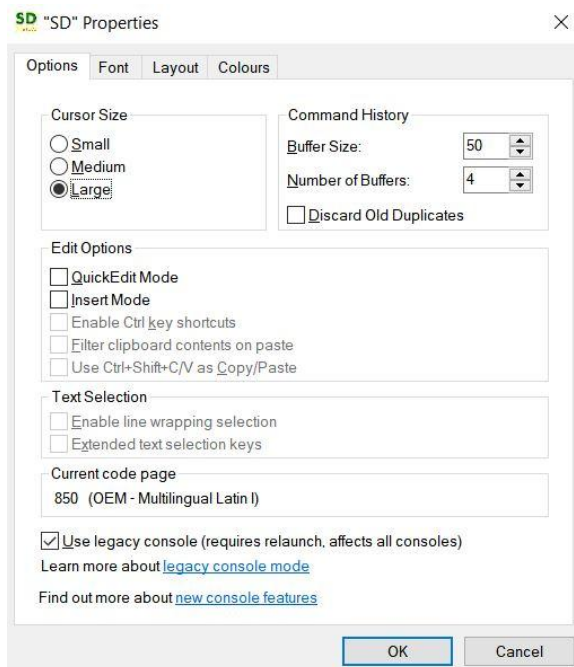 SD "SD" Properties
Options Font Layout Colours
Cursor Size
Small
Medium
Large
Command History
Buffer Size: 50
Number of Buffers: 4
Discard Old Duplicates
Edit Options
QuickEdit Mode
Insert Mode
Enable Ctrl key shortcuts
Filter clipboard contents on paste
Use Ctrl+Shift+C/V as Copy/Paste
Text Selection
Enable line wrapping selection
Extended text selection keys
Current code page
850 (OEM - Multilingual Latin I)
Use legacy console (requires relaunch, affects all consoles)
Learn more about legacy console mode
Find out more about new console features
OK Cancel